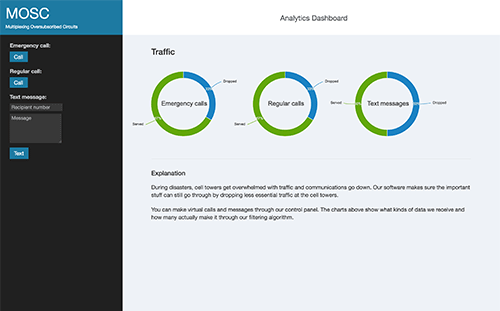 MOSC
Multiplexing Oversubscribed Circuits
Analytics Dashboard
Emergency call:
Call
Regular call:
Call
Text message:
Recipient number
Message
Text
Traffic
Dropped
Emergency calls
Served
Dropped
Regular calls
Served
Served
Text messages
Dropped
Explanation
During disasters, cell towers get overwhelmed with traffic and communications go down. Our software makes sure the important
stuff can still go through by dropping less essential traffic at the cell towers.
You can make virtual calls and messages through our control panel. The charts above show what kinds of data we receive and
how many actually make it through our filtering algorithm.